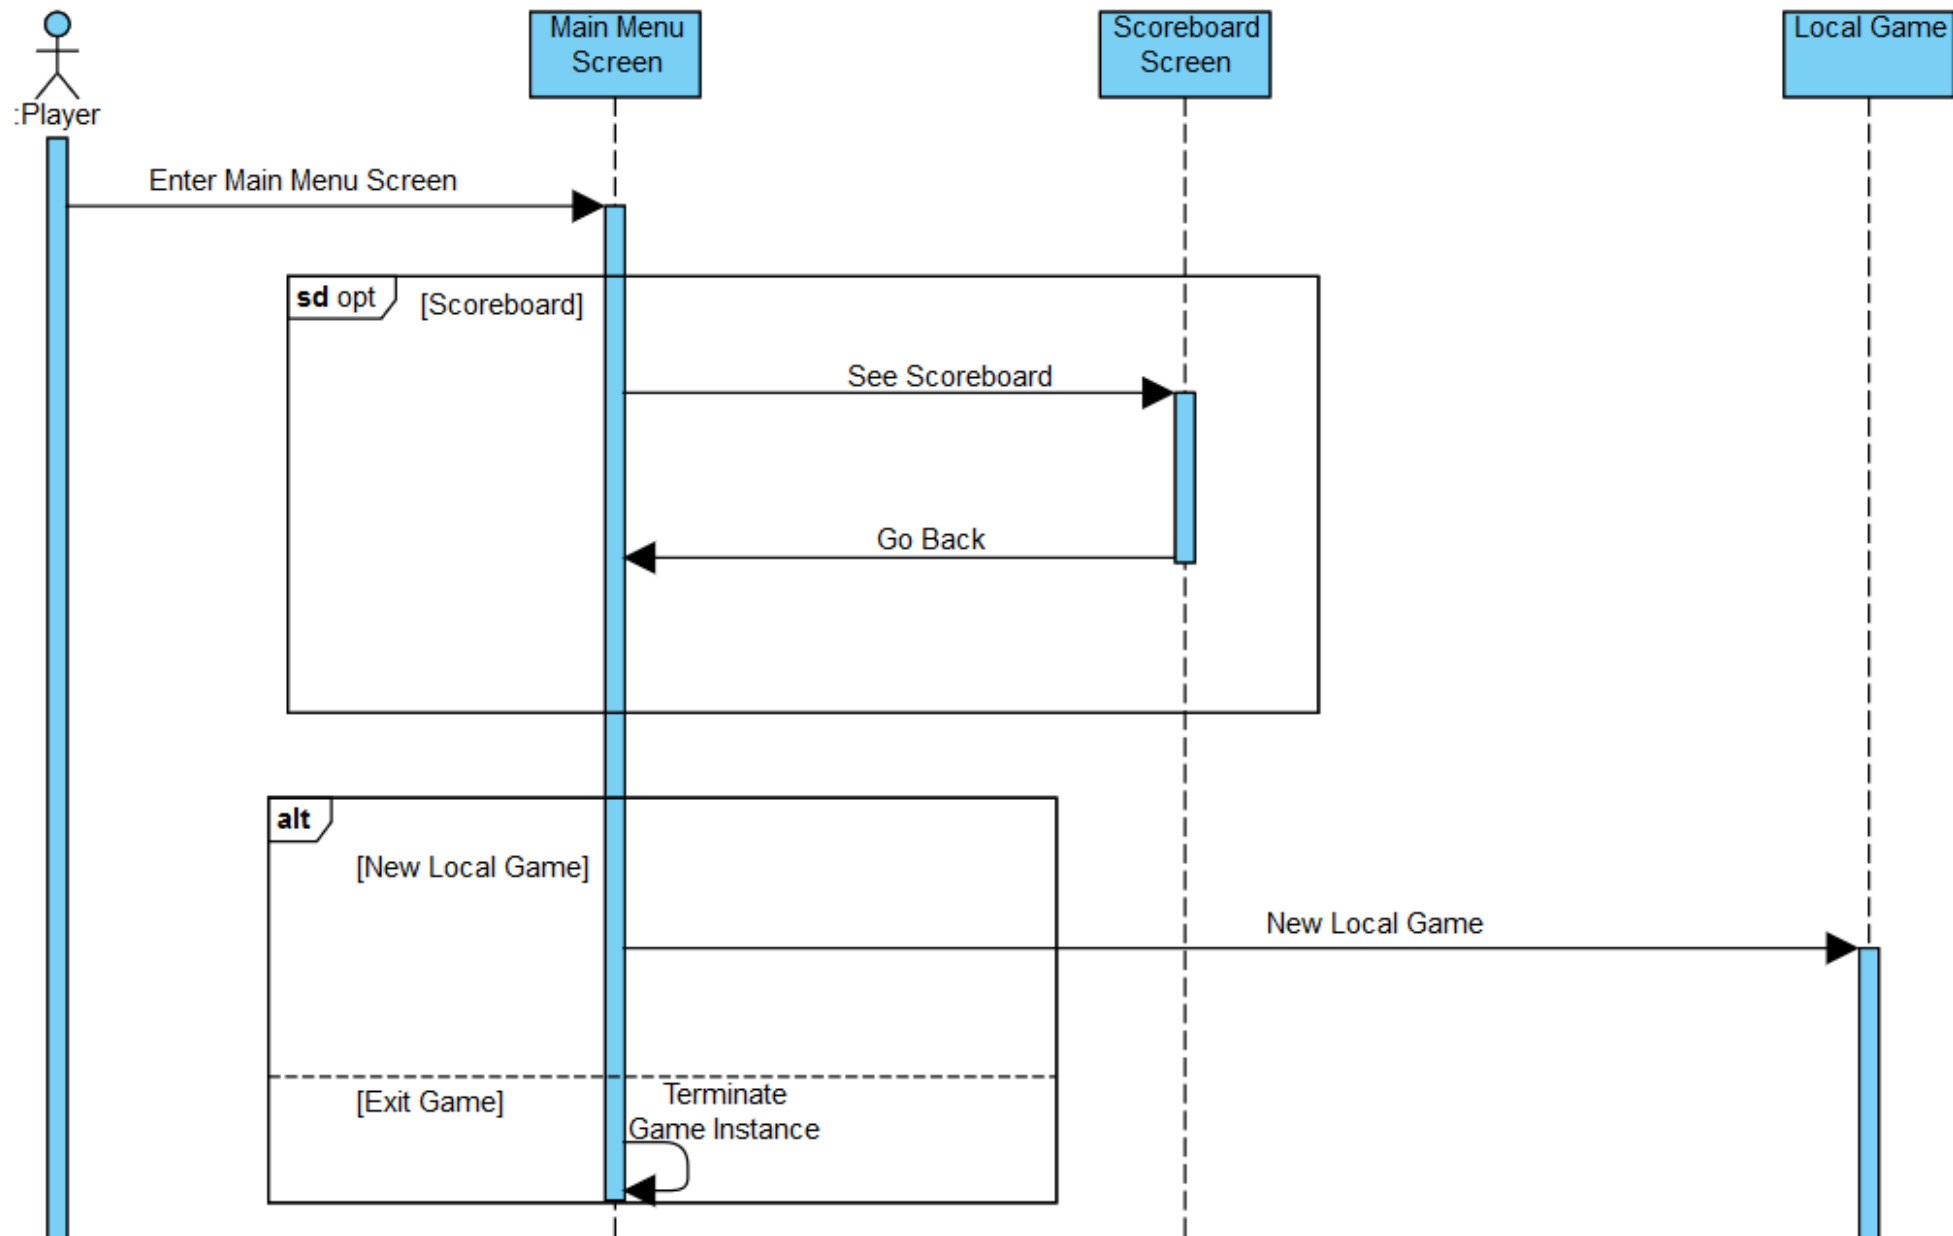 :Player
Main Menu
Screen
Scoreboard
Screen
Local Game
Enter Main Menu Screen
sd opt
[Scoreboard]
See Scoreboard
Go Back
alt
[New Local Game]
New Local Game
[Exit Game]
Terminate
Game Instance